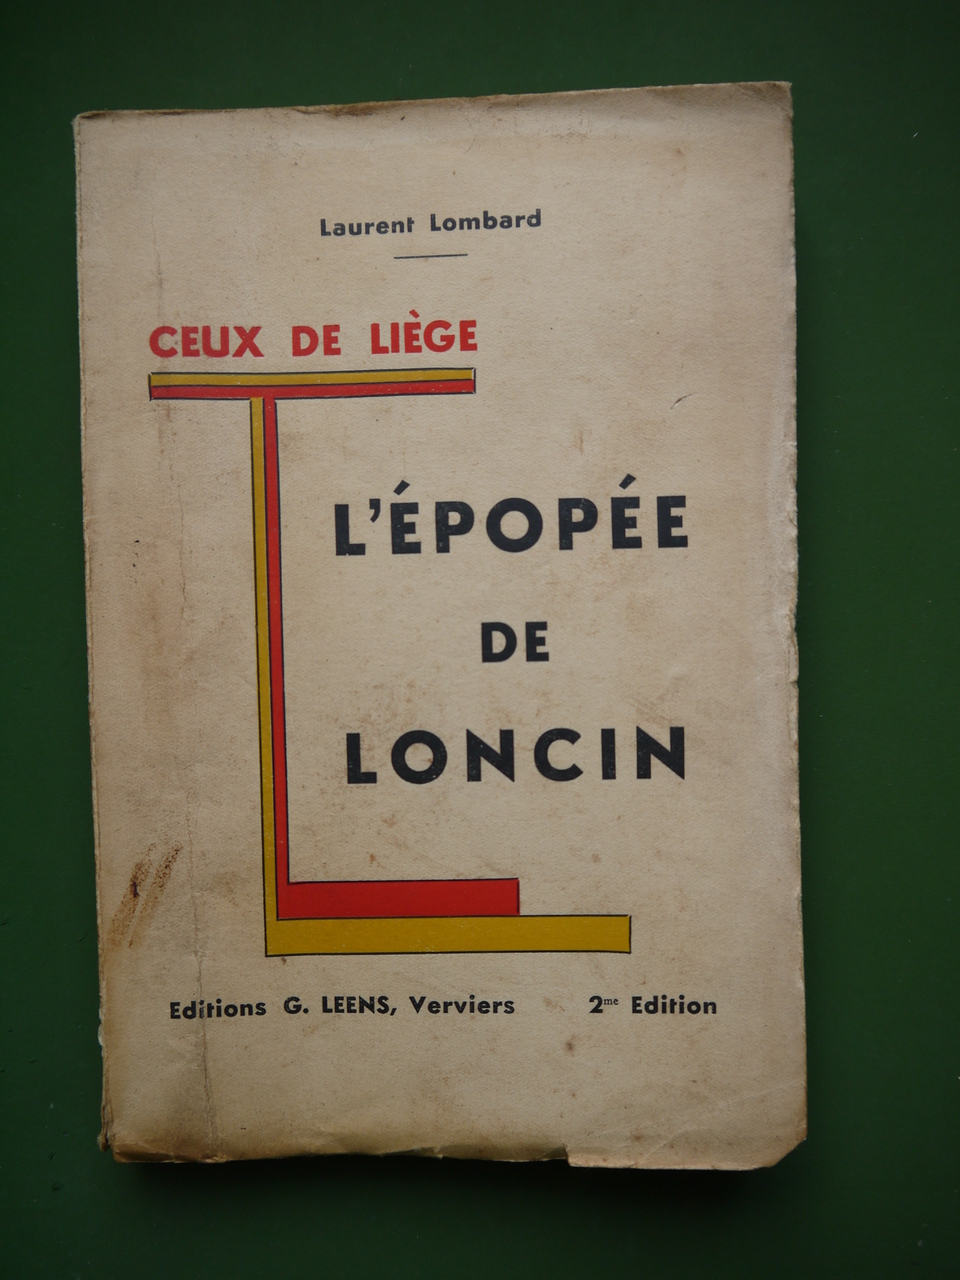 Laurent Lombard
CEUX DE LIÈGE
L'ÉPOPÉE
DE
LONCIN
Editions G. LEENS, Verviers 2me Edition